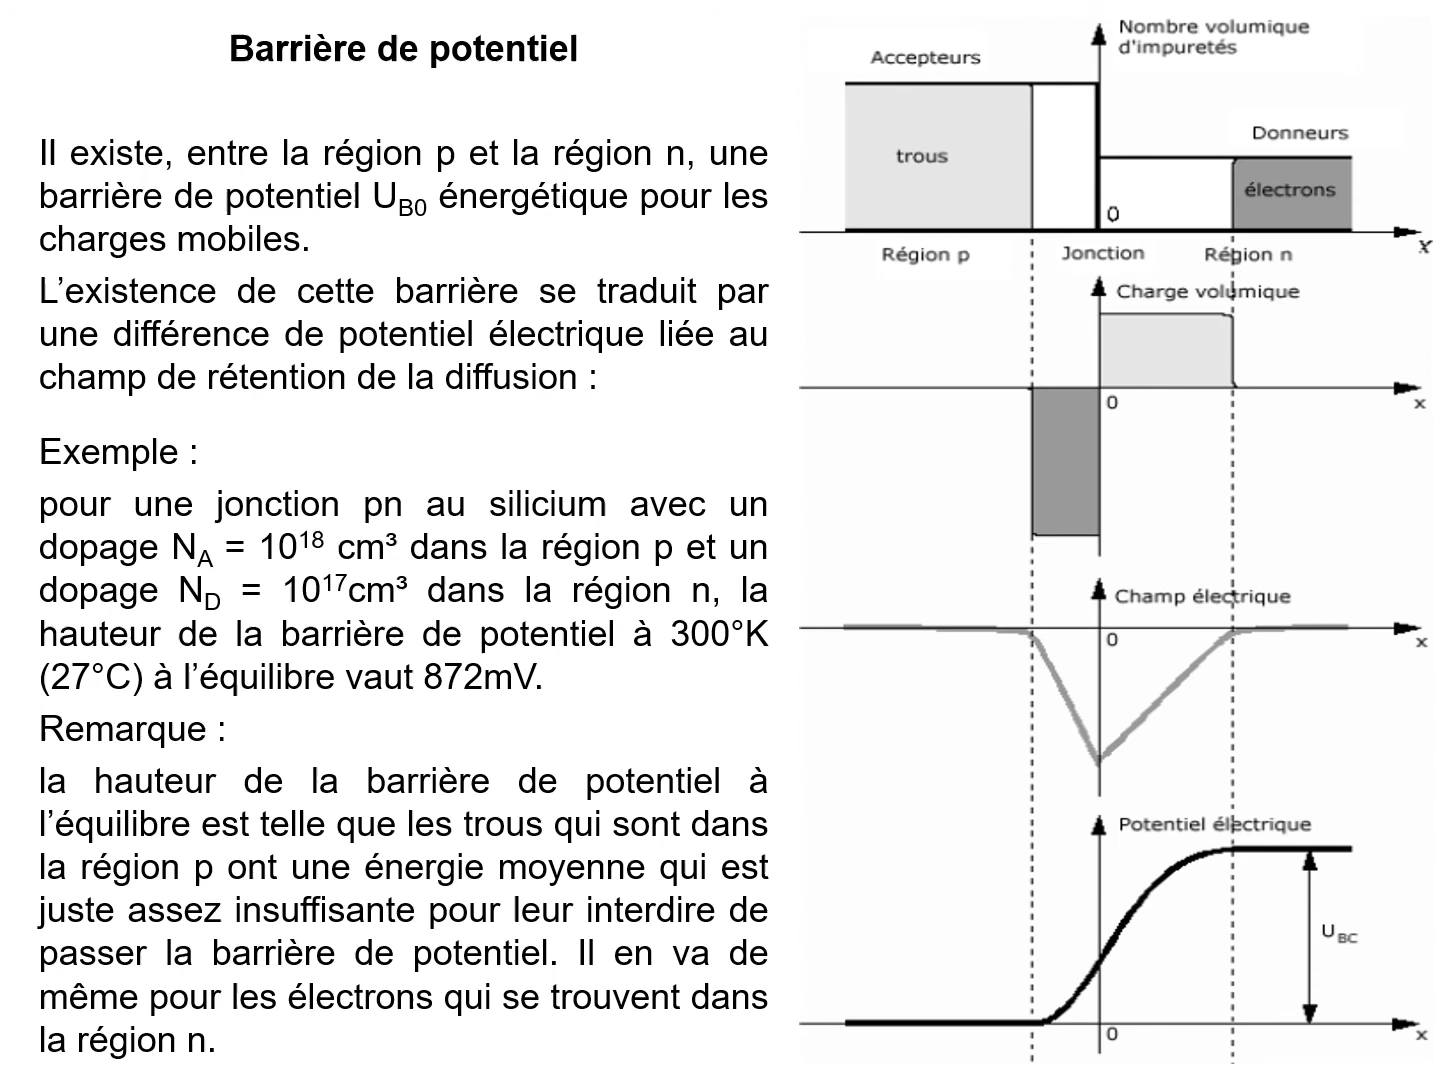 Barrière de potentiel
Il existe, entre la région p et la région n, une
barrière de potentiel U_B0 énergétique pour les
charges mobiles.
L’existence de cette barrière se traduit par
une différence de potentiel électrique liée au
champ de rétention de la diffusion :
Exemple :
pour une jonction pn au silicium avec un
dopage N_A = 10¹⁸ cm³ dans la région p et un
dopage N_D = 10¹⁷cm³ dans la région n, la
hauteur de la barrière de potentiel à 300°K
(27°C) à l’équilibre vaut 872mV.
Remarque :
la hauteur de la barrière de potentiel à
l’équilibre est telle que les trous qui sont dans
la région p ont une énergie moyenne qui est
juste assez insuffisante pour leur interdire de
passer la barrière de potentiel. Il en va de
même pour les électrons qui se trouvent dans
la région n.
Nombre volumique
d'impuretés
Accepteurs
Donneurs
trous
électrons
0
x
Région p
Jonction
Région n
Charge volumique
0
x
Champ électrique
0
x
Potentiel électrique
U_BC
0
x